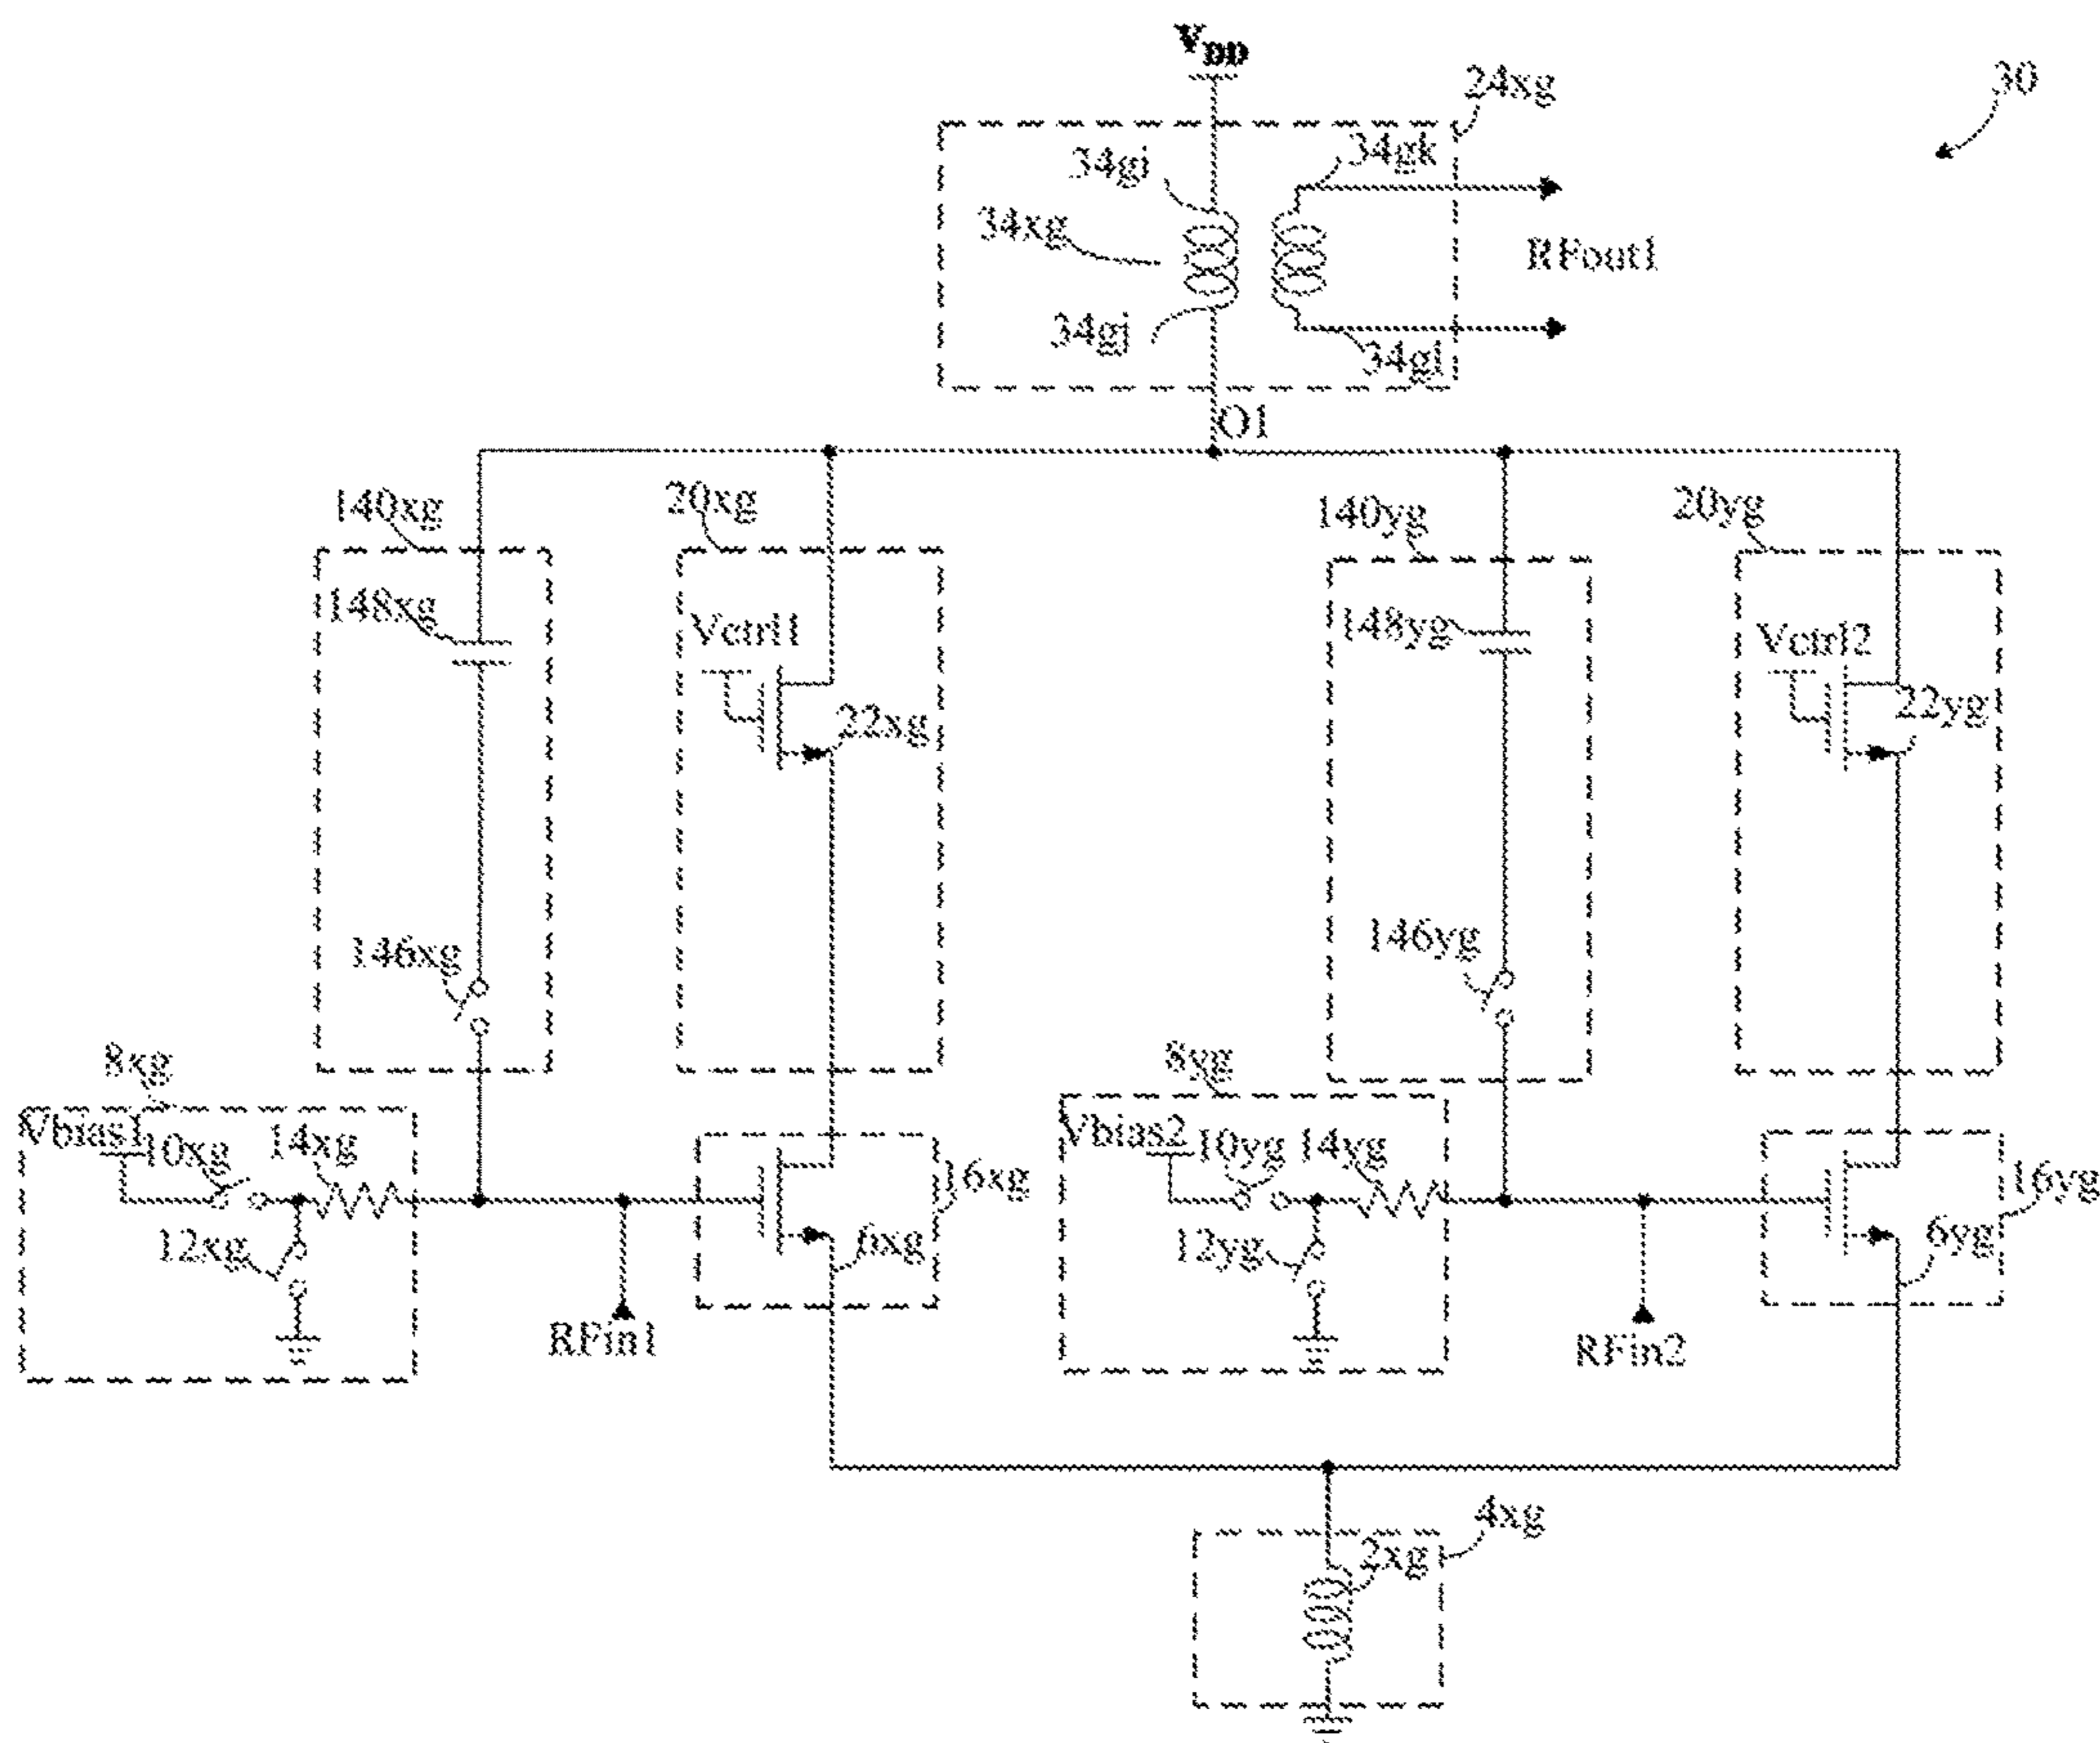 VDD
24xg
30
34gi
34gk
34xg
RFout1
34gj
34gl
O1
140xg
20xg
140yg
20yg
148xg
Vctrl1
148yg
Vctrl2
22xg
22yg
146xg
146yg
8xg
8yg
Vbias1
10xg
14xg
Vbias2
10yg
14yg
16xg
16yg
12xg
6xg
12yg
6yg
RFin1
RFin2
4xg
2xg